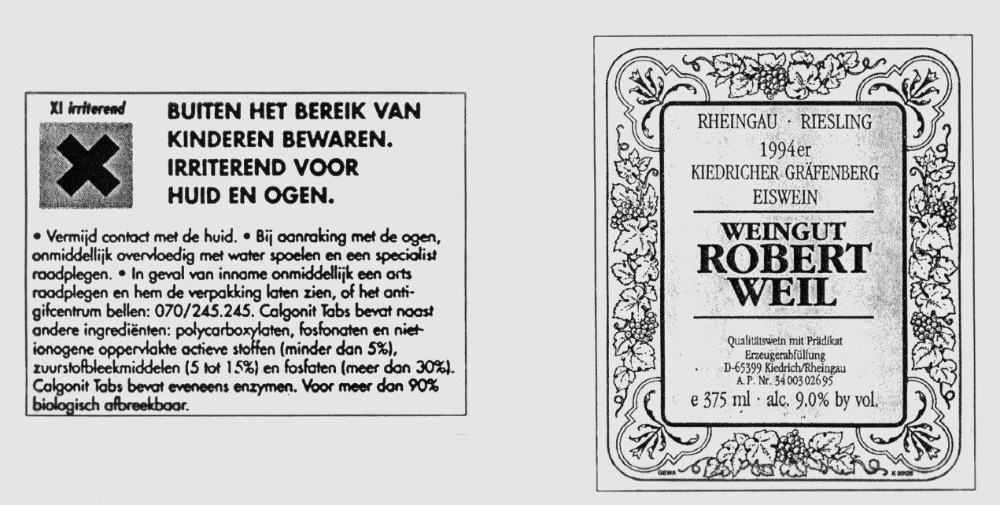 XI irriterend
BUITEN HET BEREIK VAN
KINDEREN BEWAREN.
IRRITEREND VOOR
HUID EN OGEN.
• Vermijd contact met de huid. • Bij aanraking met de ogen,
onmiddellijk overvloedig met water spoelen en een specialist
raadplegen. • In geval van inname onmiddellijk een arts
raadplegen en hem de verpakking laten zien, of het anti-
gifcentrum bellen: 070/245.245. Calgonit Tabs bevat naast
andere ingrediënten: polycarboxylaten, fosfonaten en niet-
ionogene oppervlakte actieve stoffen (minder dan 5%),
zuurstofbleekmiddelen (5 tot 15%) en fosfaten (meer dan 30%).
Calgonit Tabs bevat eveneens enzymen. Voor meer dan 90%
biologisch afbreekbaar.
RHEINGAU · RIESLING
1994er
KIEDRICHER GRÄFENBERG
EISWEIN
WEINGUT
ROBERT
WEIL
Qualitätswein mit Prädikat
Erzeugerabfüllung
D-65399 Kiedrich/Rheingau
A. P. Nr. 34 003 026 95
e 375 ml · alc. 9,0% by vol.
GEWA K 30126